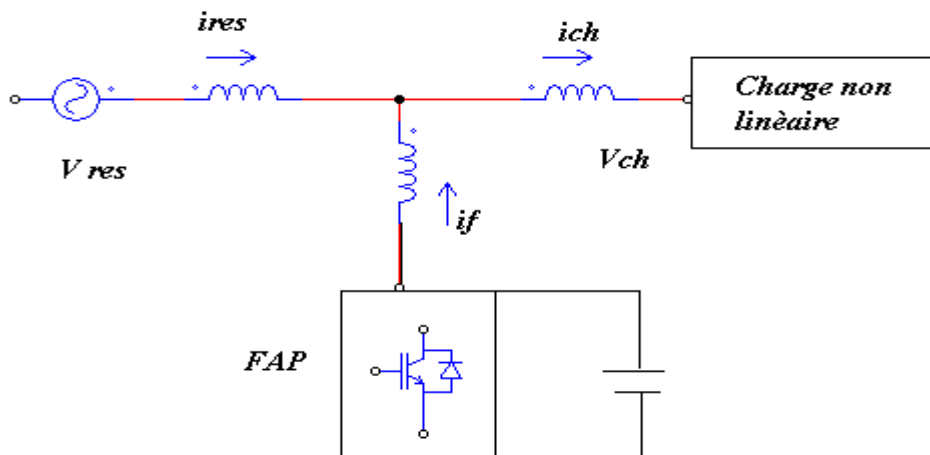 ires
ich
V res
Vch
Charge non
linèaire
if
FAP